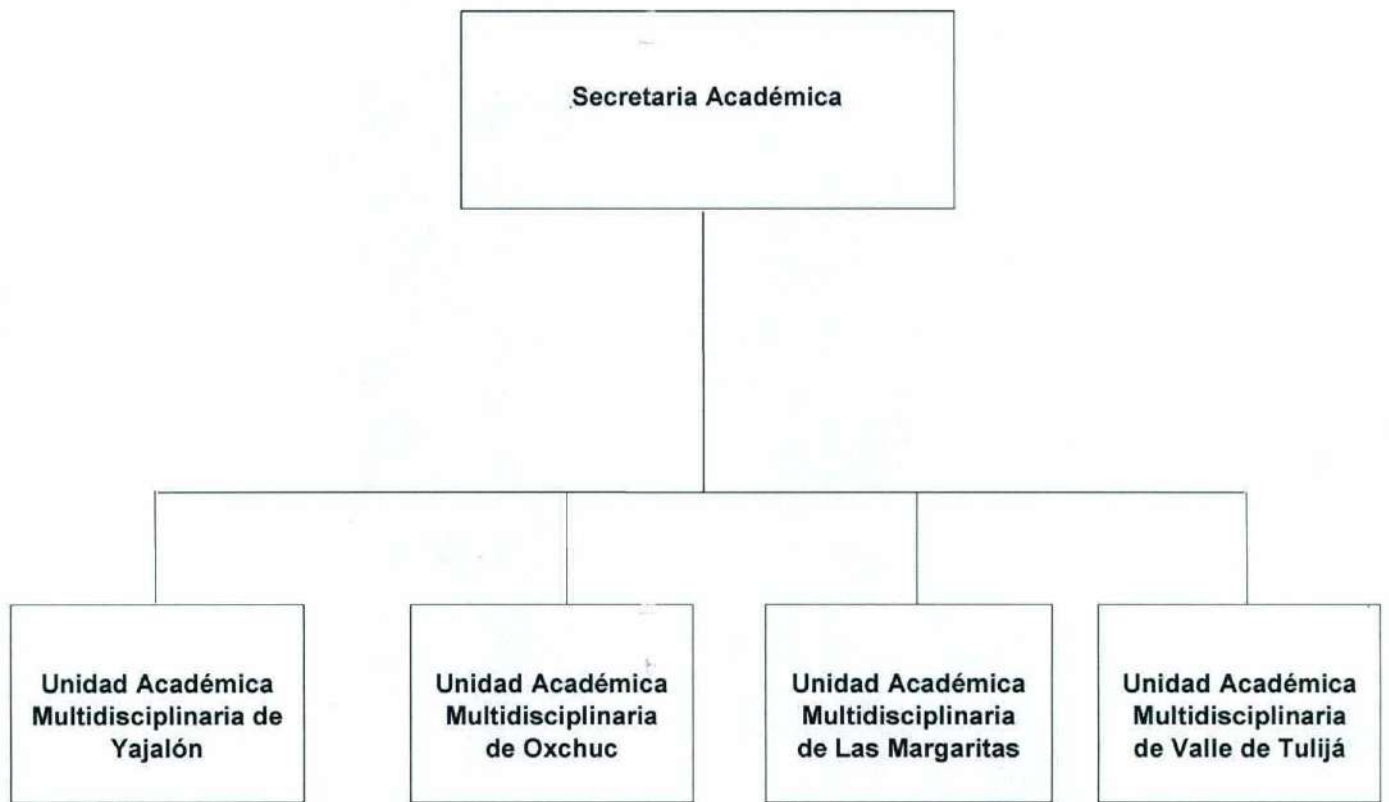 Secretaria Académica
Unidad Académica
Multidisciplinaria de
Yajalón
Unidad Académica
Multidisciplinaria
de Oxchuc
Unidad Académica
Multidisciplinaria
de Las Margaritas
Unidad Académica
Multidisciplinaria
de Valle de Tulijá